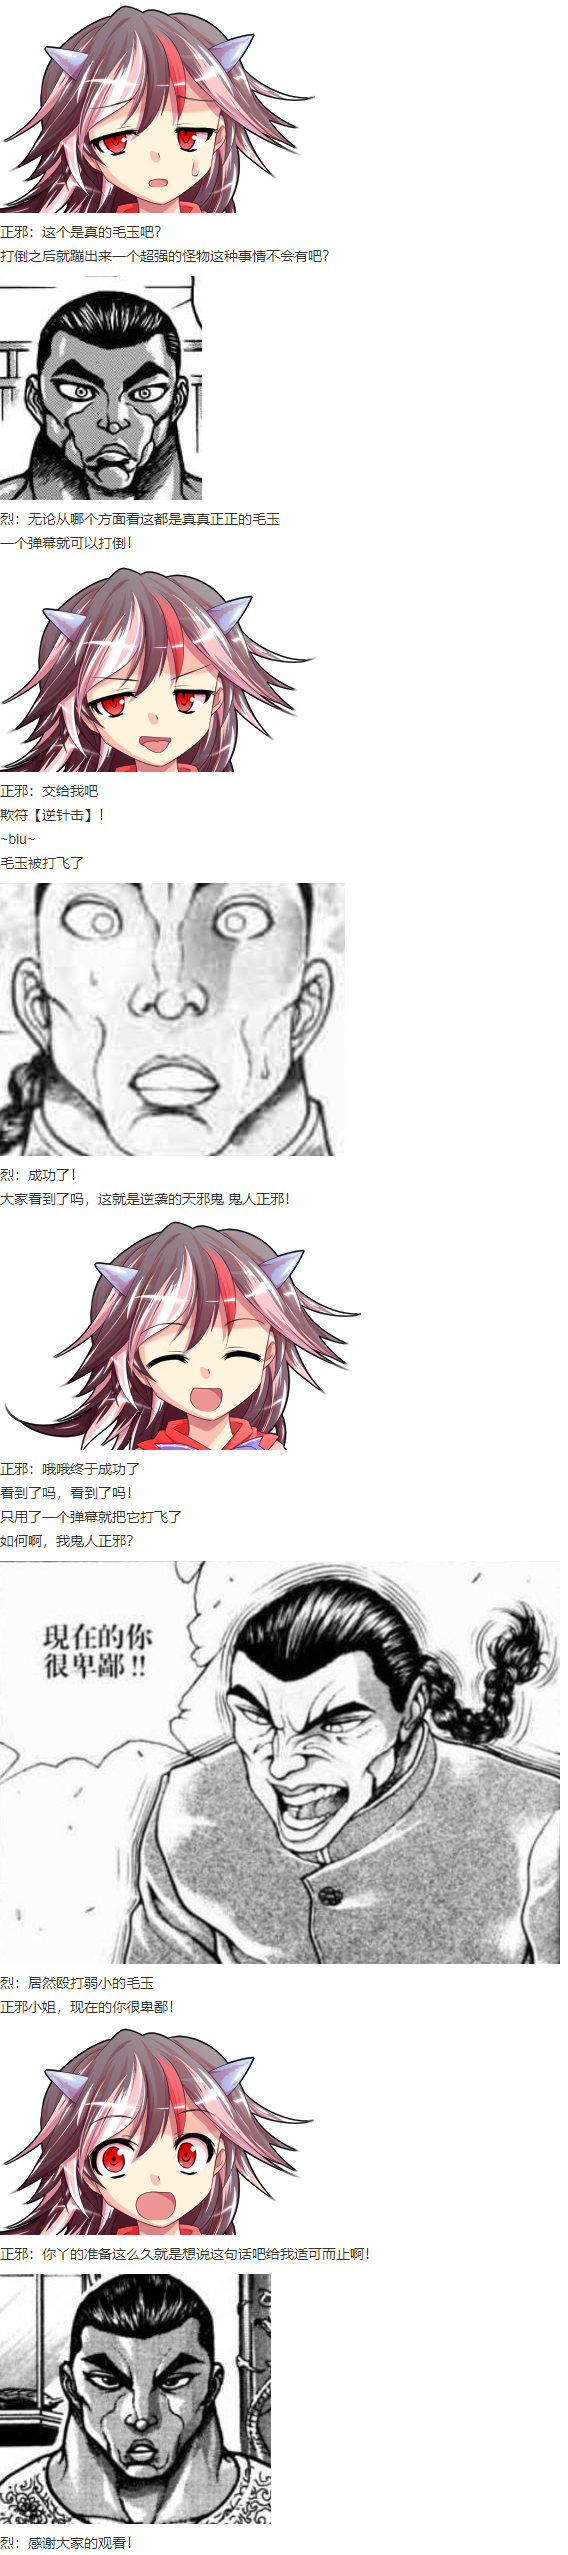 正邪：这个是真的毛玉吧？
打倒之后就蹦出来一个超强的怪物这种事情不会有吧？
烈：无论从哪个方面看这都是真真正正的毛玉
一个弹幕就可以打倒！
正邪：交给我吧
欺符【逆针击】！
~biu~
毛玉被打飞了
烈：成功了！
大家看到了吗，这就是逆袭的天邪鬼 鬼人正邪！
正邪：哦哦终于成功了
看到了吗，看到了吗！
只用了一个弹幕就把它打飞了
如何啊，我鬼人正邪？
現在的你
很卑鄙!!
烈：居然殴打弱小的毛玉
正邪小姐，现在的你很卑鄙！
正邪：你丫的准备这么久就是想说这句话吧给我适可而止啊！
烈：感谢大家的观看！